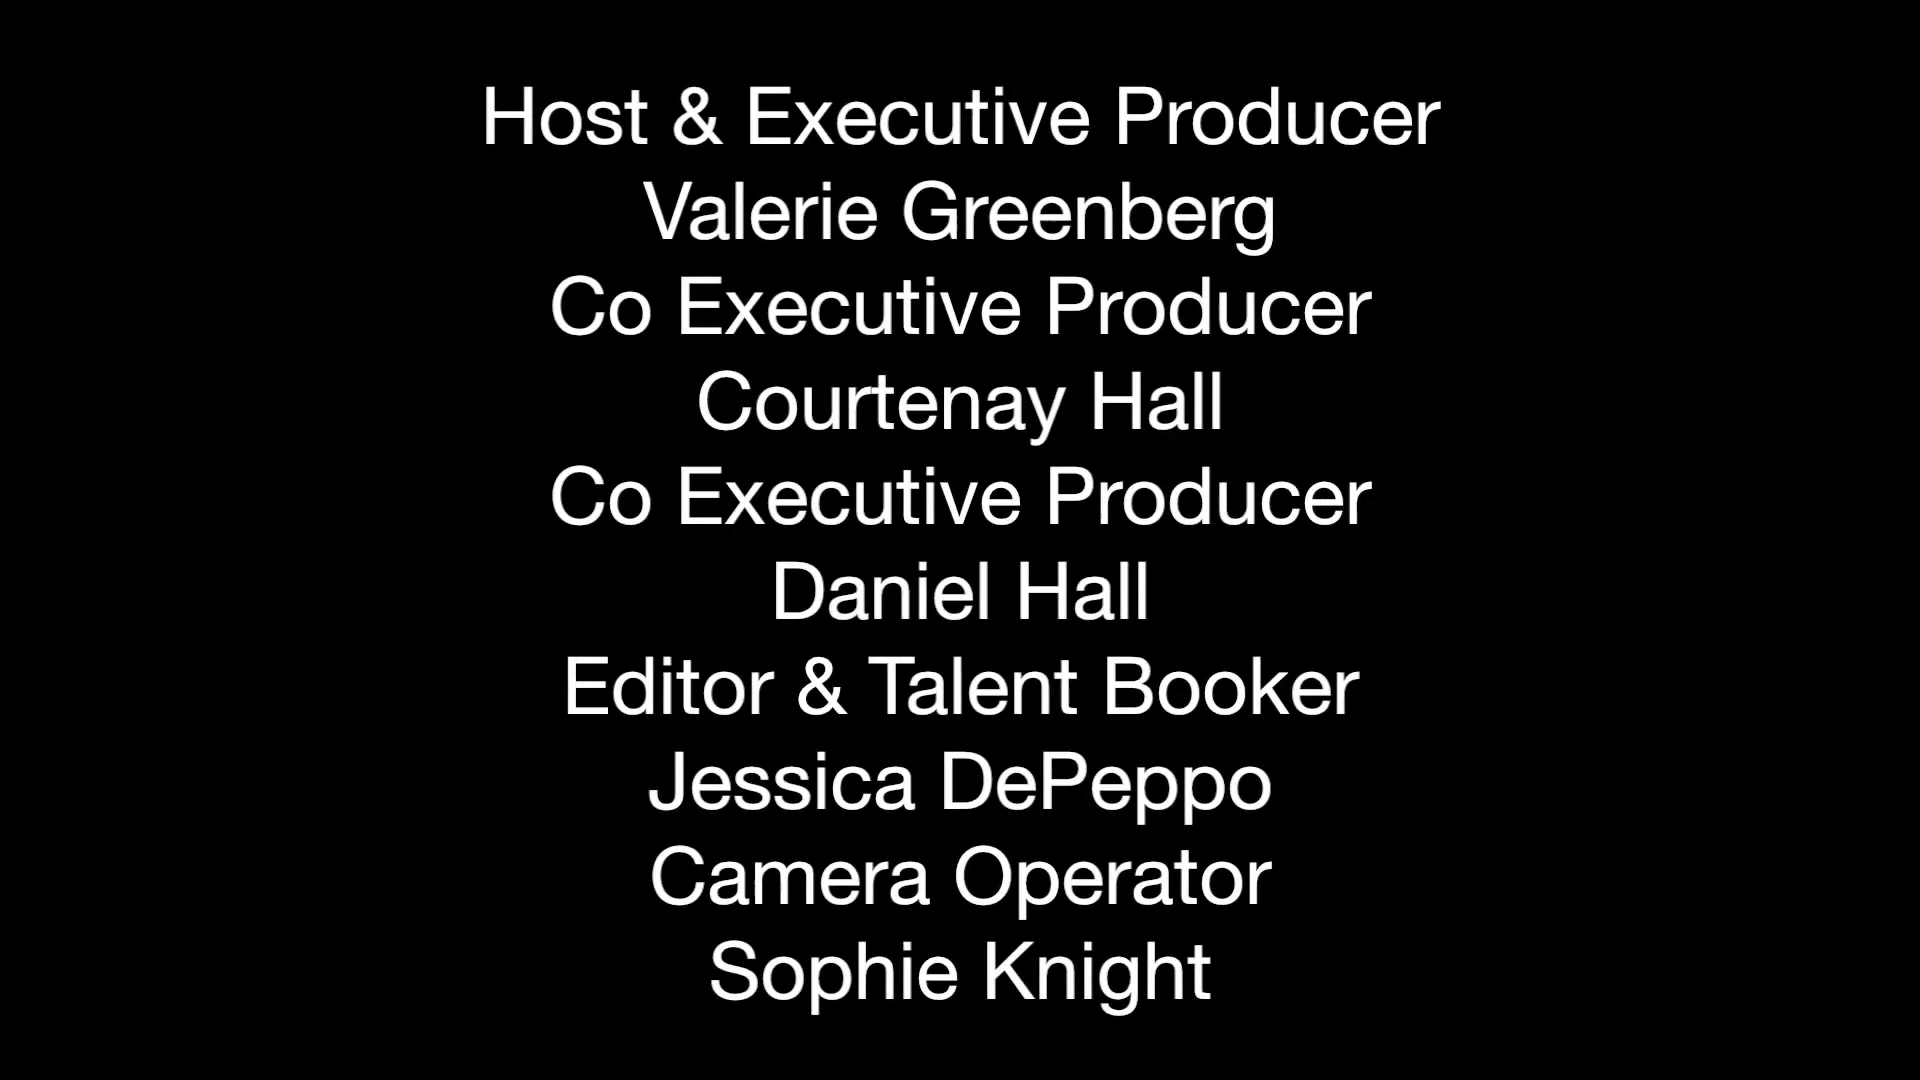 Host & Executive Producer
Valerie Greenberg
Co Executive Producer
Courtenay Hall
Co Executive Producer
Daniel Hall
Editor & Talent Booker
Jessica DePeppo
Camera Operator
Sophie Knight